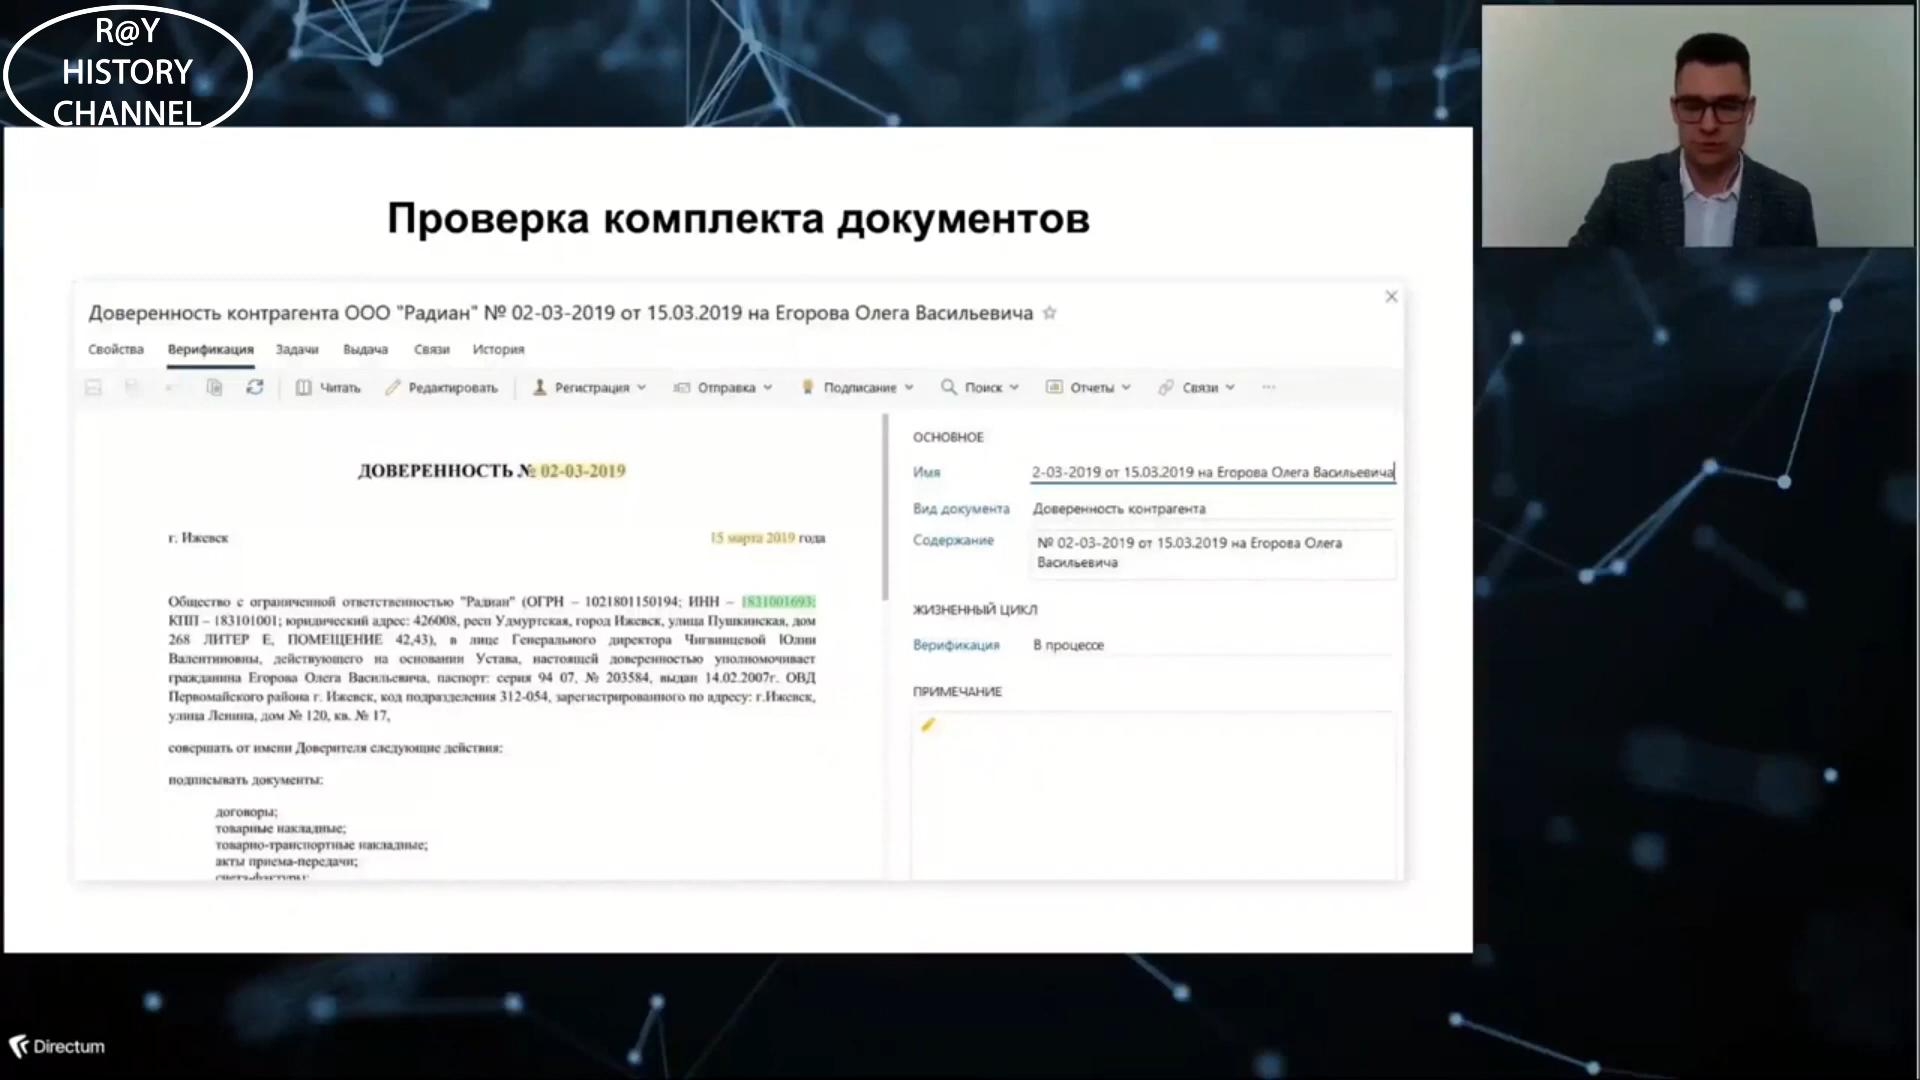 R@Y
HISTORY
CHANNEL
Проверка комплекта документов
Доверенность контрагента ООО "Радиан" № 02-03-2019 от 15.03.2019 на Егорова Олега Васильевича
Свойства Верификация Задачи Выдача Связи История
Читать Редактировать Регистрация Отправка Подписание Поиск Отчеты Связи
ДОВЕРЕННОСТЬ № 02-03-2019
г. Ижевск 15 марта 2019 года
Общество с ограниченной ответственностью "Радиан" (ОГРН – 1021801150194; ИНН – 1831001693;
КПП – 183101001; юридический адрес: 426008, респ Удмуртская, город Ижевск, улица Пушкинская, дом
268 ЛИТЕР Е, ПОМЕЩЕНИЕ 42,43), в лице Генерального директора Чигвинцевой Юлии
Валентиновны, действующего на основании Устава, настоящей доверенностью уполномочивает
гражданина Егорова Олега Васильевича, паспорт: серия 94 07, № 203584, выдан 14.02.2007г. ОВД
Первомайского района г. Ижевск, код подразделения 312-054, зарегистрированного по адресу: г.Ижевск,
улица Ленина, дом № 120, кв. № 17,
совершать от имени Доверителя следующие действия:
подписывать документы:
договоры;
товарные накладные;
товарно-транспортные накладные;
акты приема-передачи;
счета-фактуры;
ОСНОВНОЕ
Имя 2-03-2019 от 15.03.2019 на Егорова Олега Васильевича
Вид документа Доверенность контрагента
Содержание № 02-03-2019 от 15.03.2019 на Егорова Олега
Васильевича
ЖИЗНЕННЫЙ ЦИКЛ
Верификация В процессе
ПРИМЕЧАНИЕ
Directum